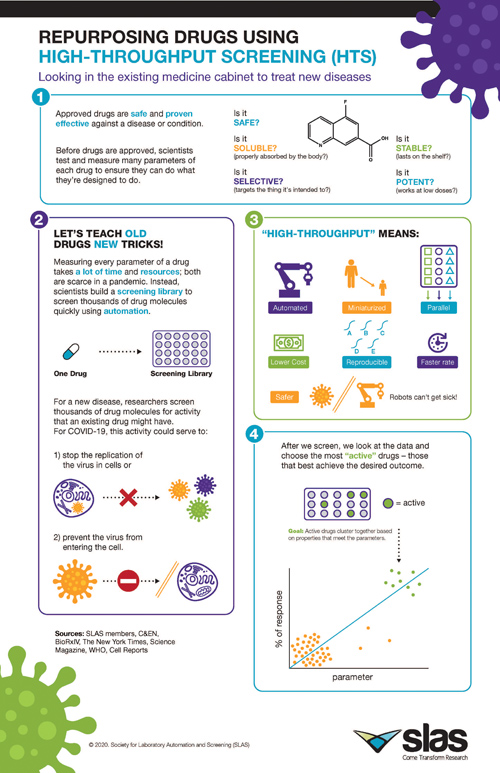 REPURPOSING DRUGS USING
HIGH-THROUGHPUT SCREENING (HTS)
Looking in the existing medicine cabinet to treat new diseases
1
Approved drugs are safe and proven
effective against a disease or condition.
Before drugs are approved, scientists
test and measure many parameters of
each drug to ensure they can do what
they're designed to do.
Is it
SAFE?
Is it
SOLUBLE?
(properly absorbed by the body?)
Is it
SELECTIVE?
(targets the thing it's intended to?)
F
N
OH
O
Is it
STABLE?
(lasts on the shelf?)
Is it
POTENT?
(works at low doses?)
2
LET'S TEACH OLD
DRUGS NEW TRICKS!
Measuring every parameter of a drug
takes a lot of time and resources; both
are scarce in a pandemic. Instead,
scientists build a screening library to
screen thousands of drug molecules
quickly using automation.
One Drug
Screening Library
For a new disease, researchers screen
thousands of drug molecules for activity
that an existing drug might have.
For COVID-19, this activity could serve to:
1) stop the replication of
the virus in cells or
2) prevent the virus from
entering the cell.
3
"HIGH-THROUGHPUT" MEANS:
Automated
Miniaturized
Parallel
A
B
C
D
E
Lower Cost
Reproducible
Faster rate
Safer
Robots can't get sick!
4
After we screen, we look at the data and
choose the most "active" drugs – those
that best achieve the desired outcome.
= active
Goal: Active drugs cluster together based
on properties that meet the parameters.
% of response
parameter
Sources: SLAS members, C&EN,
BioRxIV, The New York Times, Science
Magazine, WHO, Cell Reports
© 2020. Society for Laboratory Automation and Screening (SLAS)
slas
Come Transform Research